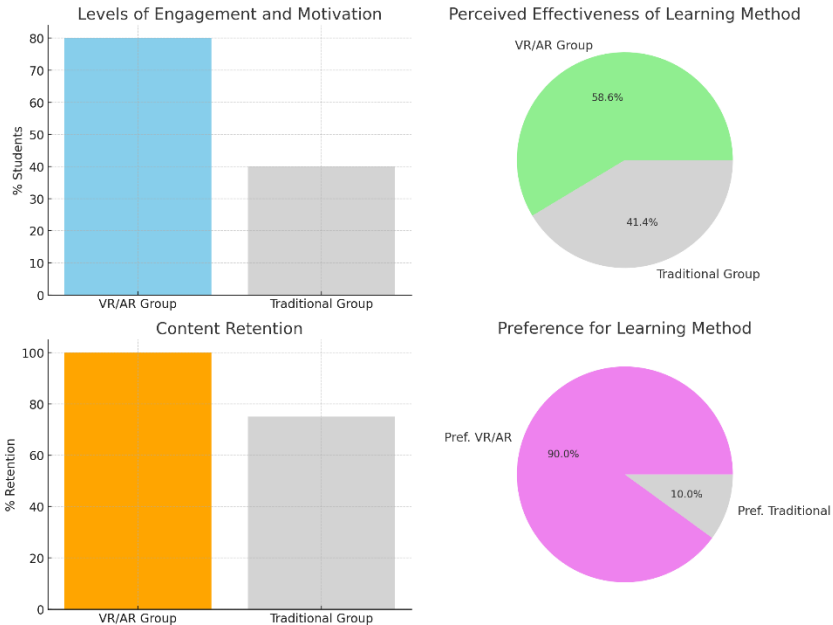 Levels of Engagement and Motivation
% Students
80
70
60
50
40
30
20
10
0
VR/AR Group
Traditional Group
Perceived Effectiveness of Learning Method
VR/AR Group
58.6%
41.4%
Traditional Group
Content Retention
% Retention
100
80
60
40
20
0
VR/AR Group
Traditional Group
Preference for Learning Method
Pref. VR/AR
90.0%
10.0%
Pref. Traditional